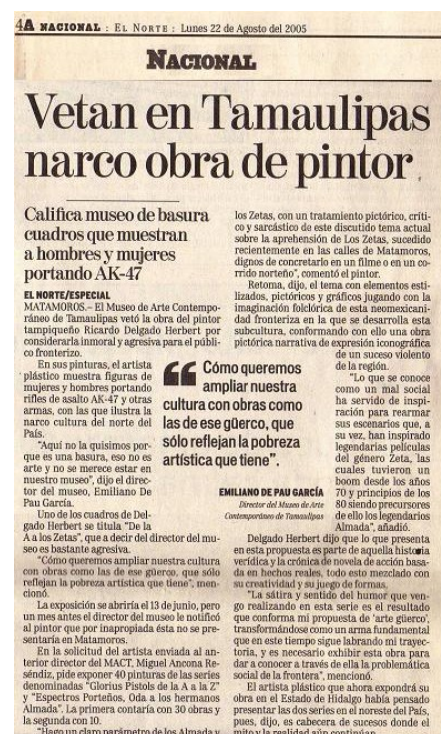 4A NACIONAL : EL NORTE : Lunes 22 de Agosto del 2005
NACIONAL
Vetan en Tamaulipas
narco obra de pintor
Califica museo de basura
cuadros que muestran
a hombres y mujeres
portando AK-47
EL NORTE/ESPECIAL
MATAMOROS.– El Museo de Arte Contempo-
ráneo de Tamaulipas vetó la obra del pintor
tampiqueño Ricardo Delgado Herbert por
considerarla inmoral y agresiva para el públi-
co fronterizo.
En sus pinturas, el artista
plástico muestra figuras de
mujeres y hombres portando
rifles de asalto AK-47 y otras
armas, con las que ilustra la
narco cultura del norte del
País.
"Aquí no la quisimos por-
que es una basura, eso no es
arte y no se merece estar en
nuestro museo", dijo el direc-
tor del museo, Emiliano De
Pau García.
Uno de los cuadros de Del-
gado Herbert se titula "De la
A a los Zetas", que a decir del director del mu-
seo es bastante agresiva.
"Cómo queremos ampliar nuestra cultura
con obras como las de ese güerco, que sólo
reflejan la pobreza artística que tiene", men-
cionó.
La exposición se abriría el 13 de junio, pero
un mes antes el director del museo le notificó
al pintor que por inapropiada ésta no se pre-
sentaría en Matamoros.
En la solicitud del artista enviada al an-
terior director del MACT, Miguel Ancona Re-
séndiz, pide exponer 40 pinturas de las series
denominadas "Glorius Pistols de la A a la Z"
y "Espectros Porteños, Oda a los hermanos
Almada". La primera contaría con 30 obras y
la segunda con 10.
"Hago un claro parámetro de los Almada y
los Zetas, con un tratamiento pictórico, críti-
co y sarcástico de este discutido tema actual
sobre la aprehensión de Los Zetas, sucedido
recientemente en las calles de Matamoros,
dignos de concretarlo en un filme o en un co-
rrido norteño", comentó el pintor.
Retoma, dijo, el tema con elementos esti-
lizados, pictóricos y gráficos jugando con la
imaginación folclórica de esta neomexicani-
dad fronteriza en la que se desarrolla esta
subcultura, conformando con ello una obra
pictórica narrativa de expresión iconográfica
de un suceso violento
de la región.
"Lo que se conoce
como un mal social
ha servido de inspi-
ración para rearmar
sus escenarios que, a
su vez, han inspirado
legendarias películas
del género Zeta, las
cuales tuvieron un
boom desde los años
70 y principios de los
80 siendo precursores
de ello los legendarios
Almada", añadió.
Delgado Herbert dijo que lo que presenta
en esta propuesta es parte de aquella historia
verídica y la crónica de novela de acción basa-
da en hechos reales, todo esto mezclado con
su creatividad y su juego de formas.
"La sátira y sentido del humor que ven-
go realizando en esta serie es el resultado
que conforma mi propuesta de 'arte güerco',
transformándose como un arma fundamental
que en este tiempo sigue labrando mi trayec-
toria, y es necesario exhibir esta obra para
dar a conocer a través de ella la problemática
social de la frontera", mencionó.
El artista plástico que ahora expondrá su
obra en el Estado de Hidalgo había pensado
presentar las dos series en el noreste del País,
pues, dijo, es cabecera de sucesos donde el
mito y la realidad aún continúan.
“ Cómo queremos
ampliar nuestra
cultura con obras como
las de ese güerco, que
sólo reflejan la pobreza
artística que tiene".
EMILIANO DE PAU GARCÍA
Director del Museo de Arte
Contemporáneo de Tamaulipas